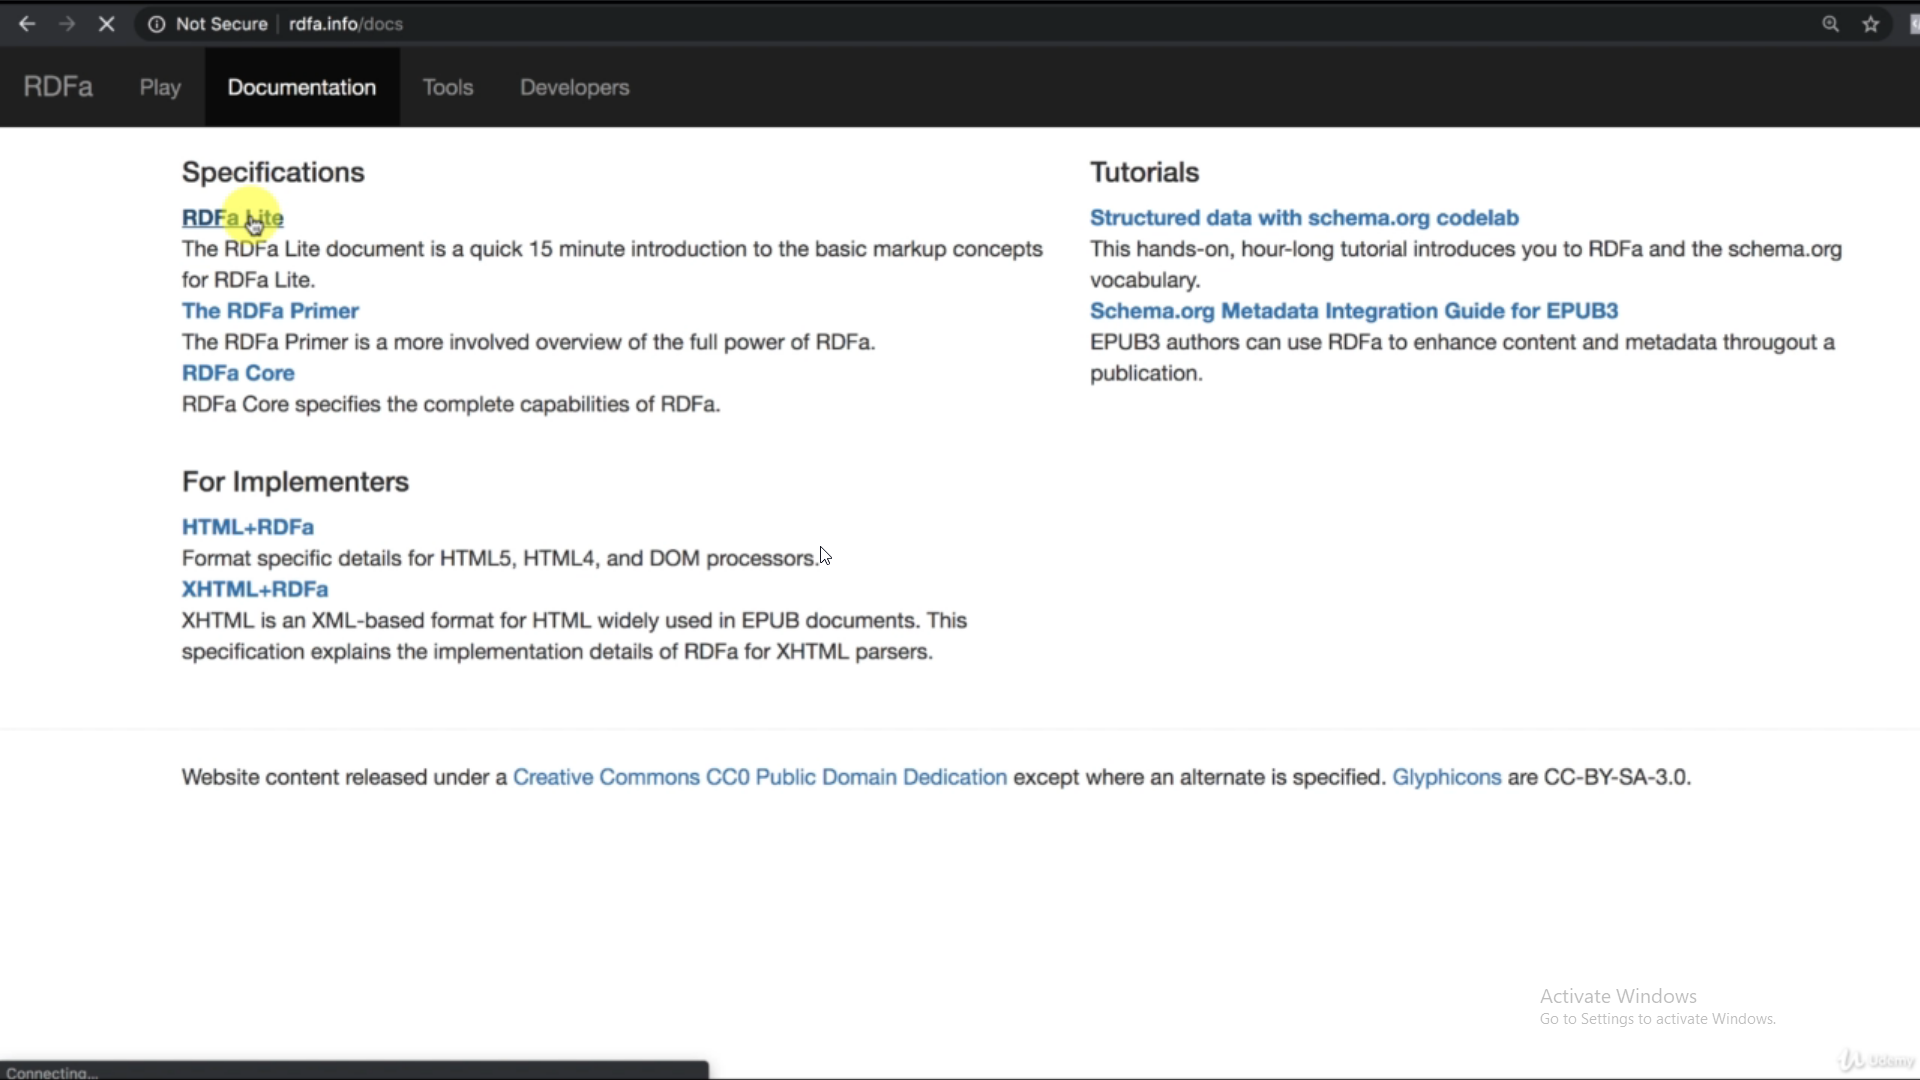 Not Secure | rdfa.info/docs
RDFa Play Documentation Tools Developers
Specifications
RDFa Lite
The RDFa Lite document is a quick 15 minute introduction to the basic markup concepts
for RDFa Lite.
The RDFa Primer
The RDFa Primer is a more involved overview of the full power of RDFa.
RDFa Core
RDFa Core specifies the complete capabilities of RDFa.
For Implementers
HTML+RDFa
Format specific details for HTML5, HTML4, and DOM processors.
XHTML+RDFa
XHTML is an XML-based format for HTML widely used in EPUB documents. This
specification explains the implementation details of RDFa for XHTML parsers.
Tutorials
Structured data with schema.org codelab
This hands-on, hour-long tutorial introduces you to RDFa and the schema.org
vocabulary.
Schema.org Metadata Integration Guide for EPUB3
EPUB3 authors can use RDFa to enhance content and metadata througout a
publication.
Website content released under a Creative Commons CC0 Public Domain Dedication except where an alternate is specified. Glyphicons are CC-BY-SA-3.0.
Activate Windows
Go to Settings to activate Windows.
Udemy
Connecting...